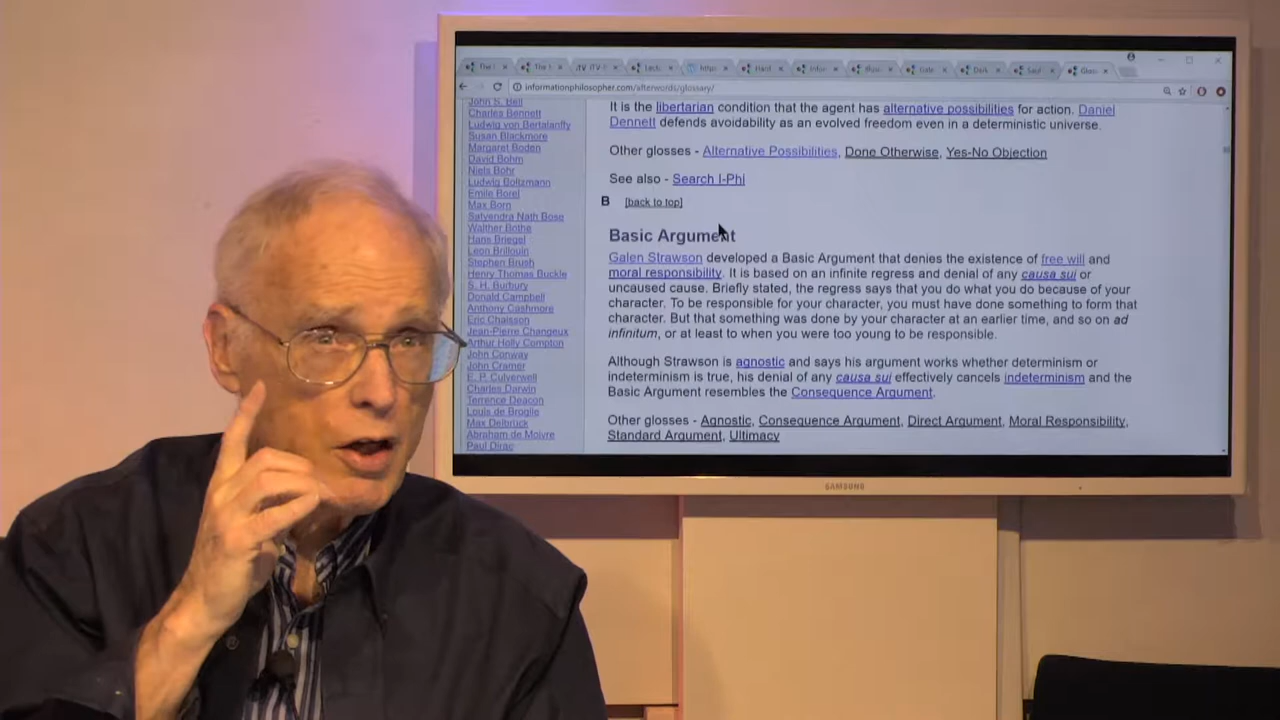 The I
The I
iTV iTV-
Lectu
https:
Hard
Infor
Illusi
Gale
Saul
Glos
informationphilosopher.com/afterwords/glossary/
John S. Bell
Charles Bennett
Ludwig von Bertalanffy
Susan Blackmore
Margaret Boden
David Bohm
Niels Bohr
Ludwig Boltzmann
Emile Borel
Max Born
Satyendra Nath Bose
Walther Bothe
Hans Briegel
Leon Brillouin
Stephen Brush
Henry Thomas Buckle
S. H. Burbury
Donald Campbell
Anthony Cashmore
Eric Chaisson
Jean-Pierre Changeux
Arthur Holly Compton
John Conway
John Cramer
E. P. Culverwell
Charles Darwin
Terrence Deacon
Louis de Broglie
Max Delbrück
Abraham de Moivre
Paul Dirac
It is the libertarian condition that the agent has alternative possibilities for action. Daniel
Dennett defends avoidability as an evolved freedom even in a deterministic universe.
Other glosses - Alternative Possibilities, Done Otherwise, Yes-No Objection
See also - Search I-Phi
B [back to top]
Basic Argument
Galen Strawson developed a Basic Argument that denies the existence of free will and
moral responsibility. It is based on an infinite regress and denial of any causa sui or
uncaused cause. Briefly stated, the regress says that you do what you do because of your
character. To be responsible for your character, you must have done something to form that
character. But that something was done by your character at an earlier time, and so on ad
infinitum, or at least to when you were too young to be responsible.
Although Strawson is agnostic and says his argument works whether determinism or
indeterminism is true, his denial of any causa sui effectively cancels indeterminism and the
Basic Argument resembles the Consequence Argument.
Other glosses - Agnostic, Consequence Argument, Direct Argument, Moral Responsibility,
Standard Argument, Ultimacy
SAMSUNG